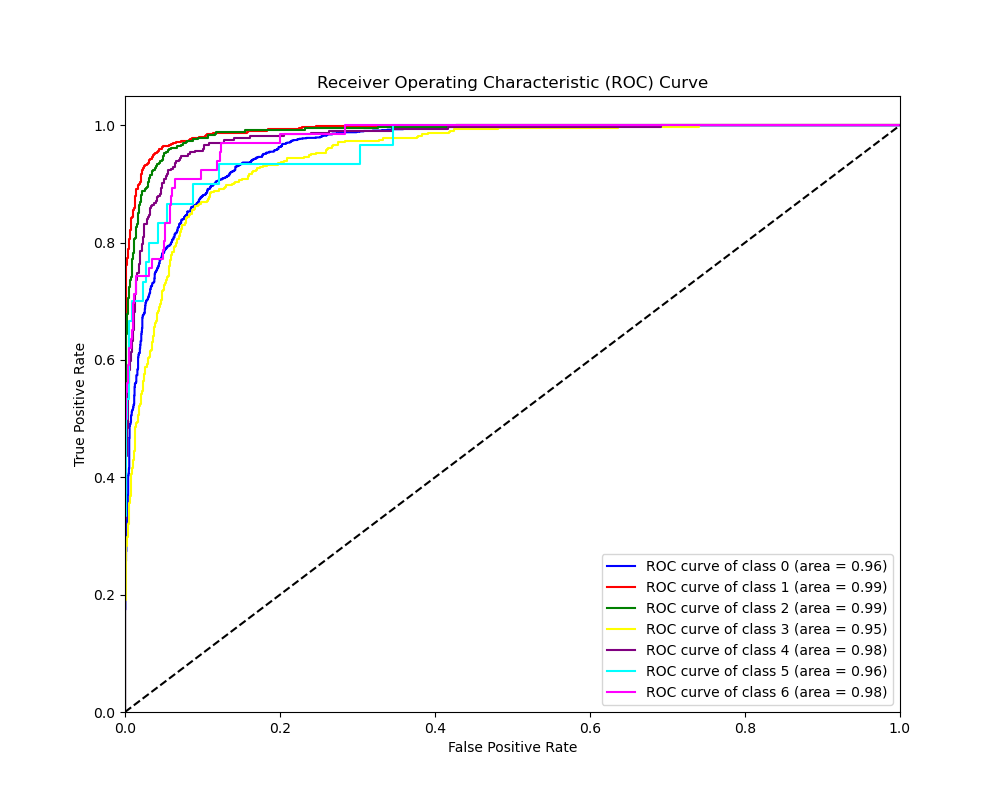 Receiver Operating Characteristic (ROC) Curve
1.0
0.8
0.6
0.4
0.2
0.0
True Positive Rate
0.0 0.2 0.4 0.6 0.8 1.0
False Positive Rate
ROC curve of class 0 (area = 0.96)
ROC curve of class 1 (area = 0.99)
ROC curve of class 2 (area = 0.99)
ROC curve of class 3 (area = 0.95)
ROC curve of class 4 (area = 0.98)
ROC curve of class 5 (area = 0.96)
ROC curve of class 6 (area = 0.98)